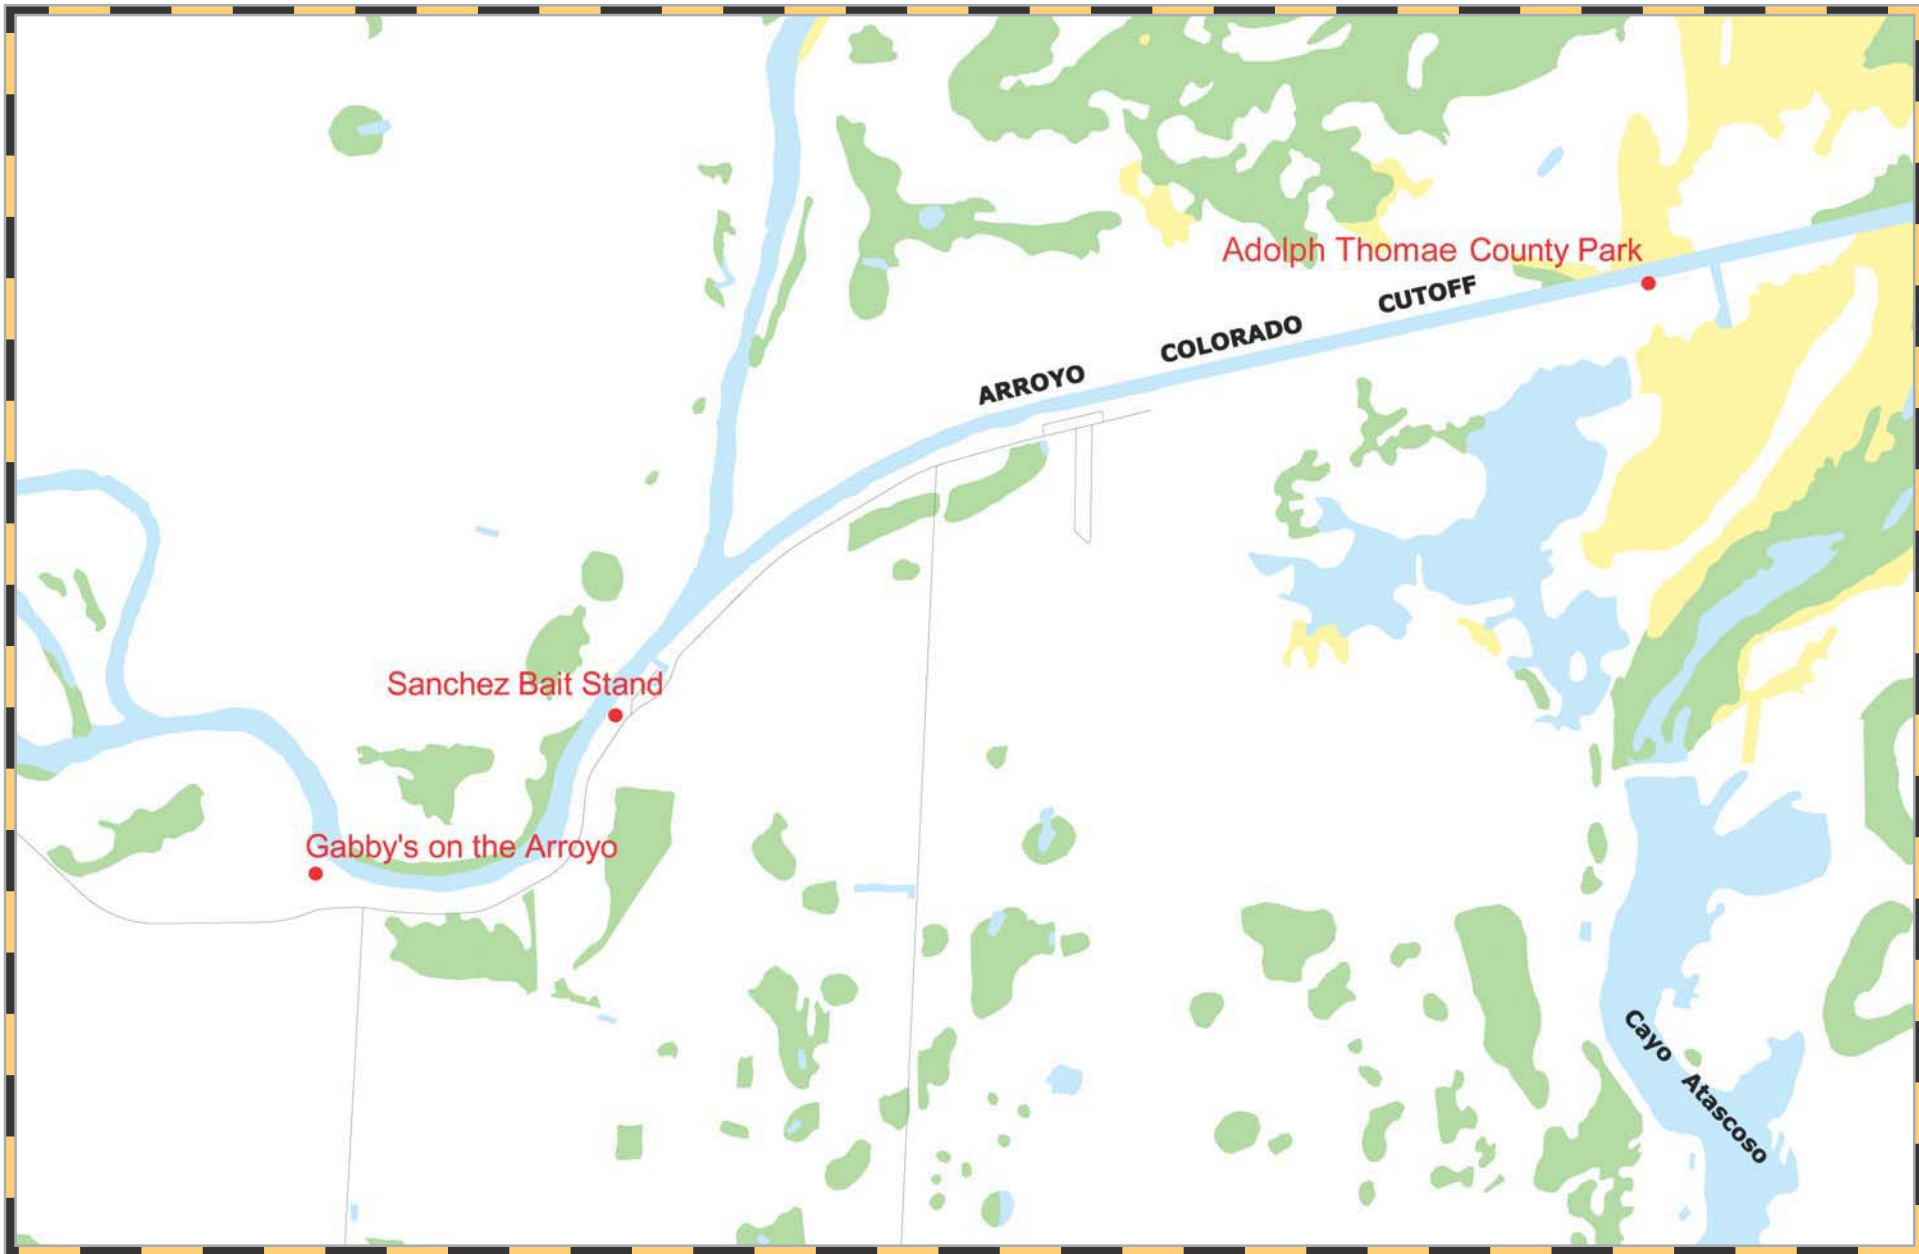 Adolph Thomae County Park
ARROYO COLORADO CUTOFF
Sanchez Bait Stand
Gabby's on the Arroyo
Cayo Atascoso